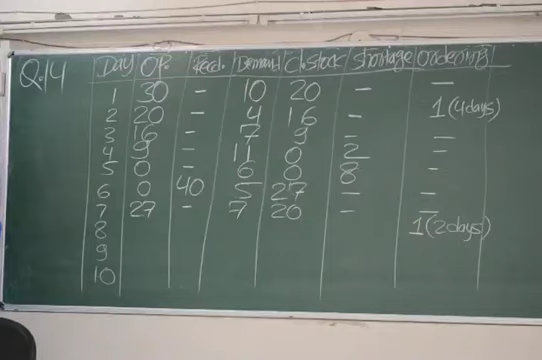 Q.14
Day Op. Recd. Demand Cl.stock Shortage Ordering
1 30 - 10 20 - -
2 20 - 4 16 - 1 (4days)
3 16 - 7 9 - -
4 9 - 11 0 2 -
5 0 - 6 0 8 -
6 0 40 5 27 - -
7 27 - 7 20 - -
8 1 (2days)
9
10